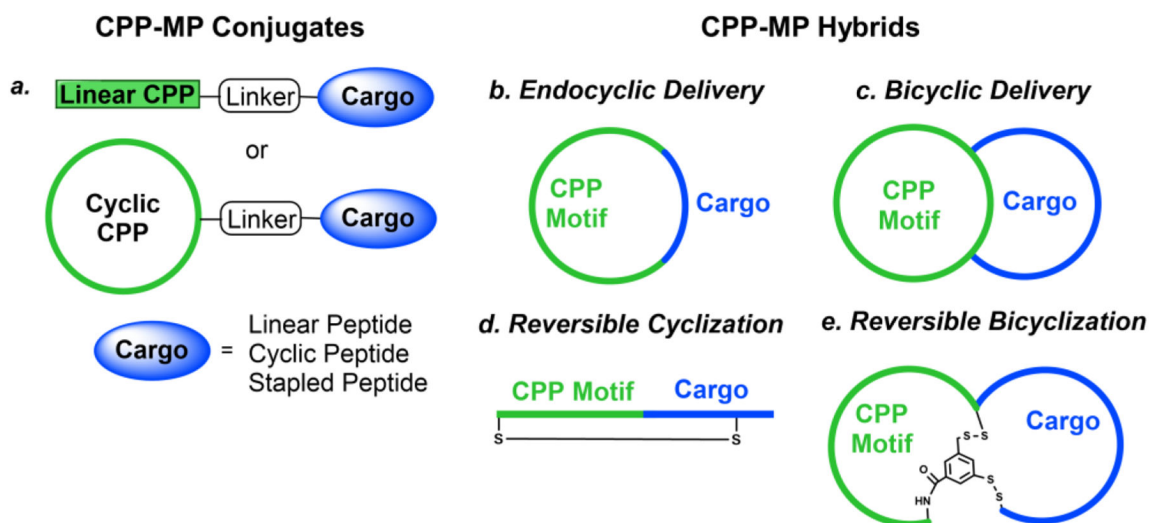 CPP-MP Conjugates
CPP-MP Hybrids
a.
Linear CPP
Linker
Cargo
or
Cyclic
CPP
Linker
Cargo
Cargo
=
Linear Peptide
Cyclic Peptide
Stapled Peptide
b. Endocyclic Delivery
CPP
Motif
Cargo
c. Bicyclic Delivery
CPP
Motif
Cargo
d. Reversible Cyclization
CPP Motif
Cargo
S
S
e. Reversible Bicyclization
CPP
Motif
Cargo
S-S
O
HN
S
S